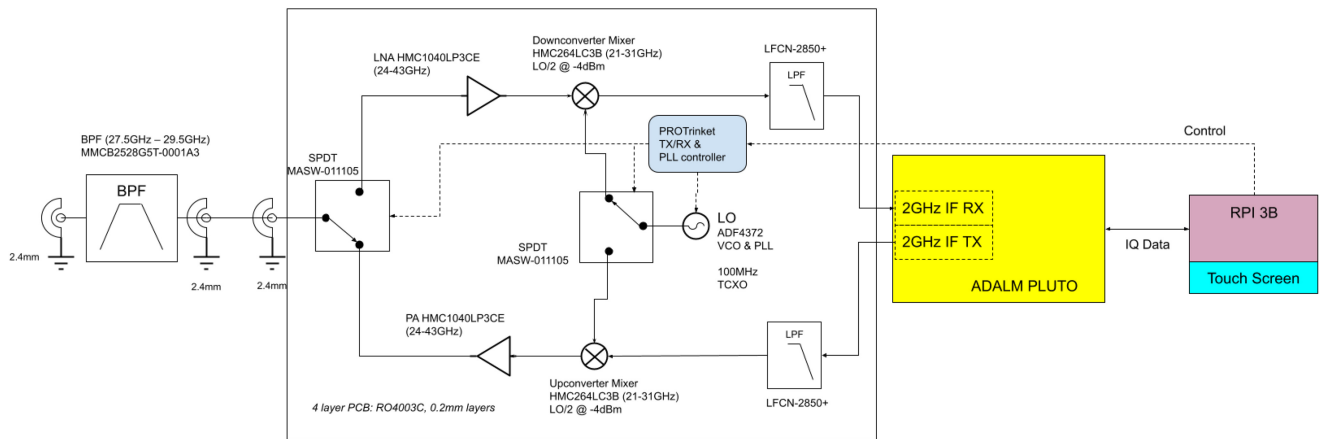 LNA HMC1040LP3CE
(24-43GHz)
Downconverter Mixer
HMC264LC3B (21-31GHz)
LO/2 @ -4dBm
LFCN-2850+
LPF
BPF (27.5GHz – 29.5GHz)
MMCB2528G5T-0001A3
BPF
2.4mm
2.4mm
2.4mm
SPDT
MASW-011105
PROTrinket
TX/RX &
PLL controller
Control
SPDT
MASW-011105
LO
ADF4372
VCO & PLL
100MHz
TCXO
2GHz IF RX
2GHz IF TX
ADALM PLUTO
IQ Data
RPI 3B
Touch Screen
PA HMC1040LP3CE
(24-43GHz)
Upconverter Mixer
HMC264LC3B (21-31GHz)
LO/2 @ -4dBm
LPF
LFCN-2850+
4 layer PCB: RO4003C, 0.2mm layers